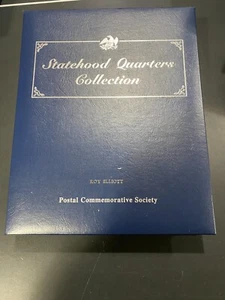 Statehood Quarters
Collection
ROY ELLIOTT
Postal Commemorative Society